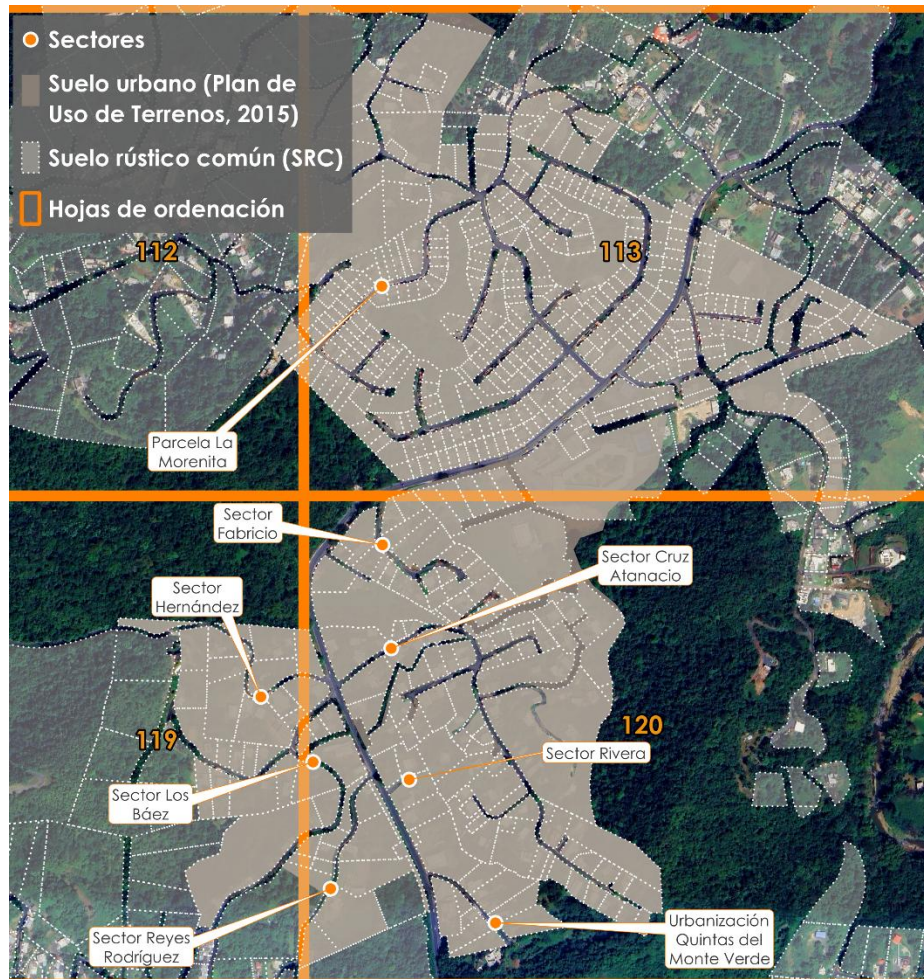 Sectores
Suelo urbano (Plan de
Uso de Terrenos, 2015)
Suelo rústico común (SRC)
Hojas de ordenación
112
113
Parcela La
Morenita
Sector
Fabricio
Sector Cruz
Atanacio
Sector
Hernández
119
120
Sector Rivera
Sector Los
Báez
Sector Reyes
Rodríguez
Urbanización
Quintas del
Monte Verde